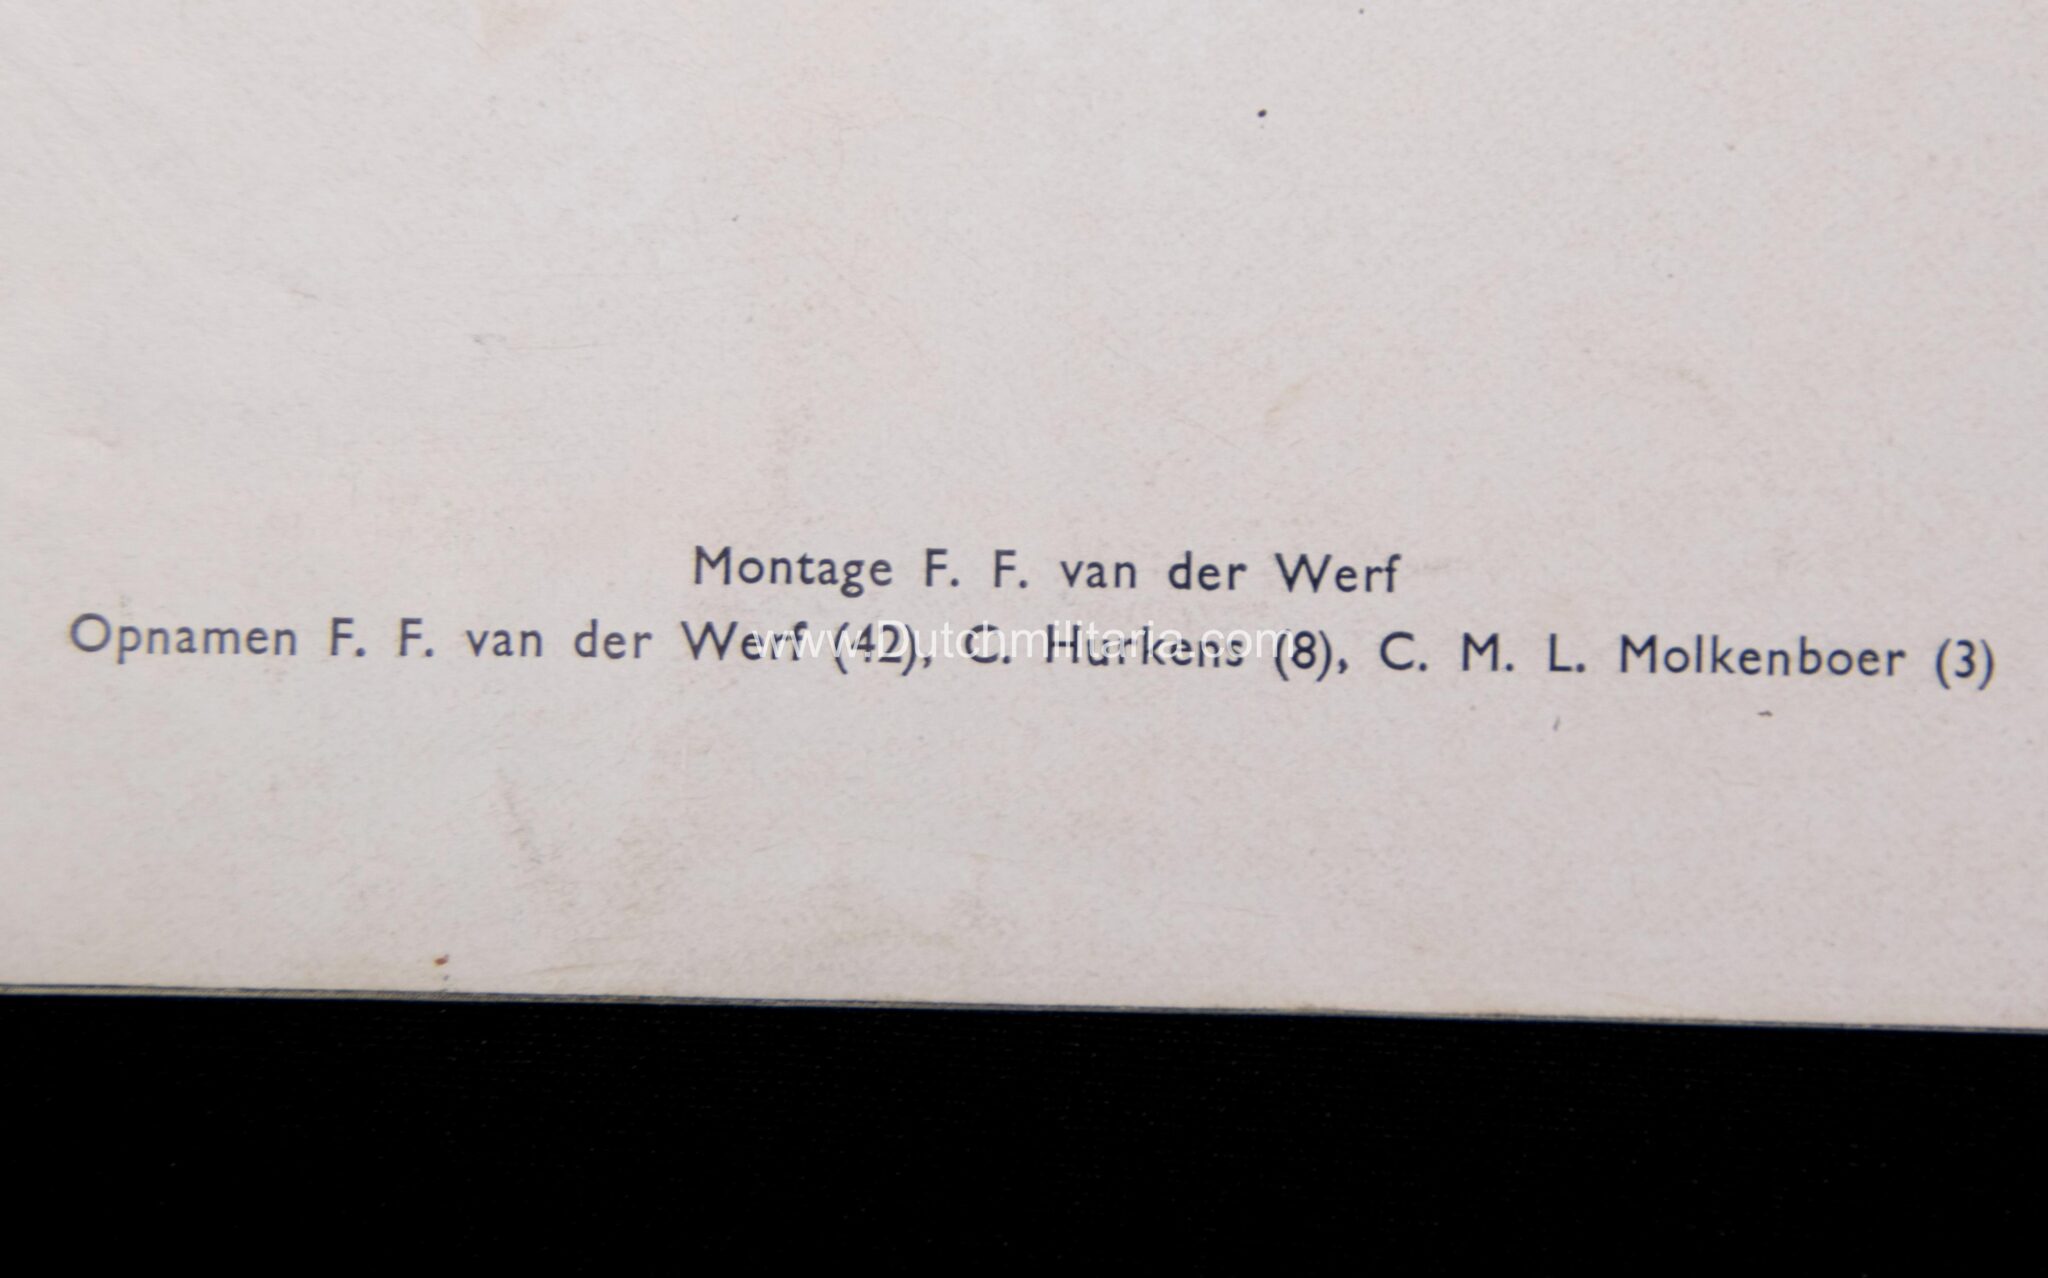 Montage F. F. van der Werf
Opnamen F. F. van der Werf (42), C. Hurkens (8), C. M. L. Molkenboer (3)
www.Dutchmilitaria.com